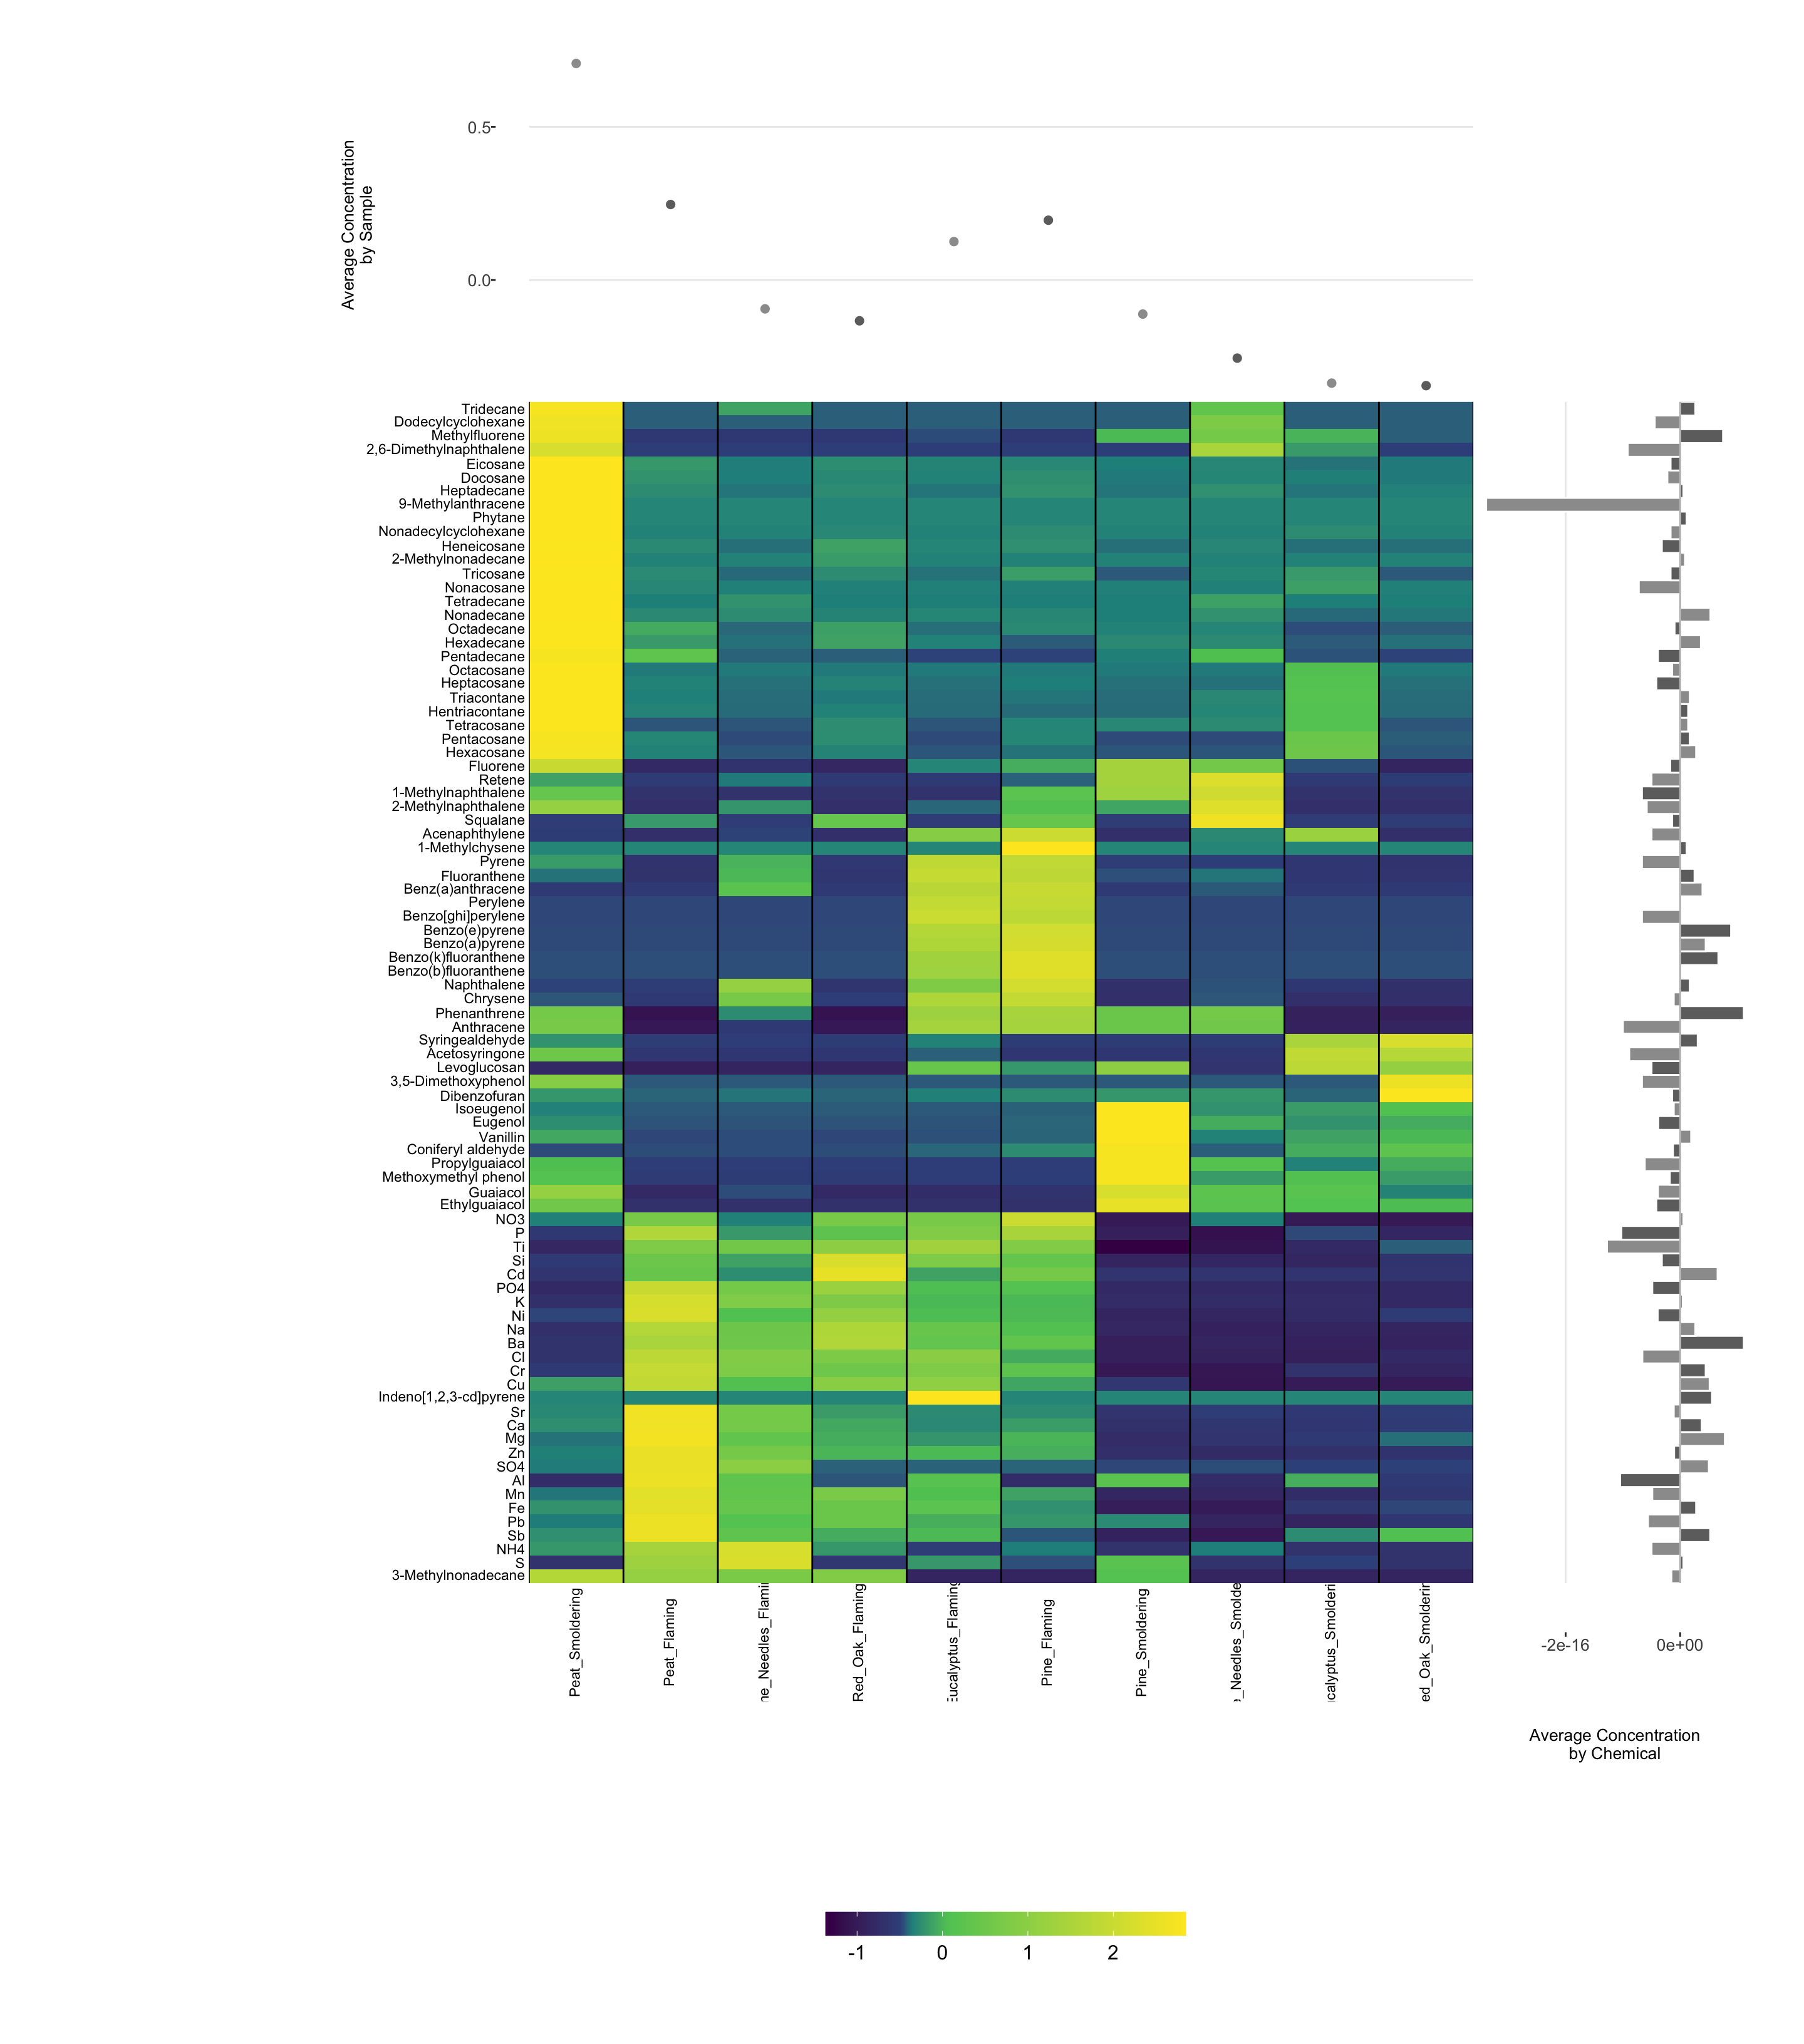 Average Concentration
by Sample
0.5
0.0
Tridecane
Dodecylcyclohexane
Methylfluorene
2,6-Dimethylnaphthalene
Eicosane
Docosane
Heptadecane
9-Methylanthracene
Phytane
Nonadecylcyclohexane
Heneicosane
2-Methylnonadecane
Tricosane
Nonacosane
Tetradecane
Nonadecane
Octadecane
Hexadecane
Pentadecane
Octacosane
Heptacosane
Triacontane
Hentriacontane
Tetracosane
Pentacosane
Hexacosane
Fluorene
Retene
1-Methylnaphthalene
2-Methylnaphthalene
Squalane
Acenaphthylene
1-Methylchysene
Pyrene
Fluoranthene
Benz(a)anthracene
Perylene
Benzo[ghi]perylene
Benzo(e)pyrene
Benzo(a)pyrene
Benzo(k)fluoranthene
Benzo(b)fluoranthene
Naphthalene
Chrysene
Phenanthrene
Anthracene
Syringealdehyde
Acetosyringone
Levoglucosan
3,5-Dimethoxyphenol
Dibenzofuran
Isoeugenol
Eugenol
Vanillin
Coniferyl aldehyde
Propylguaiacol
Methoxymethyl phenol
Guaiacol
Ethylguaiacol
NO3
P
Ti
Si
Cd
PO4
K
Ni
Na
Ba
Cl
Cr
Cu
Indeno[1,2,3-cd]pyrene
Sr
Ca
Mg
Zn
SO4
Al
Mn
Fe
Pb
Sb
NH4
S
3-Methylnonadecane
Peat_Smoldering
Peat_Flaming
ne_Needles_Flami
Red_Oak_Flaming
Eucalyptus_Flaming
Pine_Flaming
Pine_Smoldering
e_Needles_Smolde
calyptus_Smolderi
ed_Oak_Smolderin
-2e-16 0e+00
Average Concentration
by Chemical
-1 0 1 2